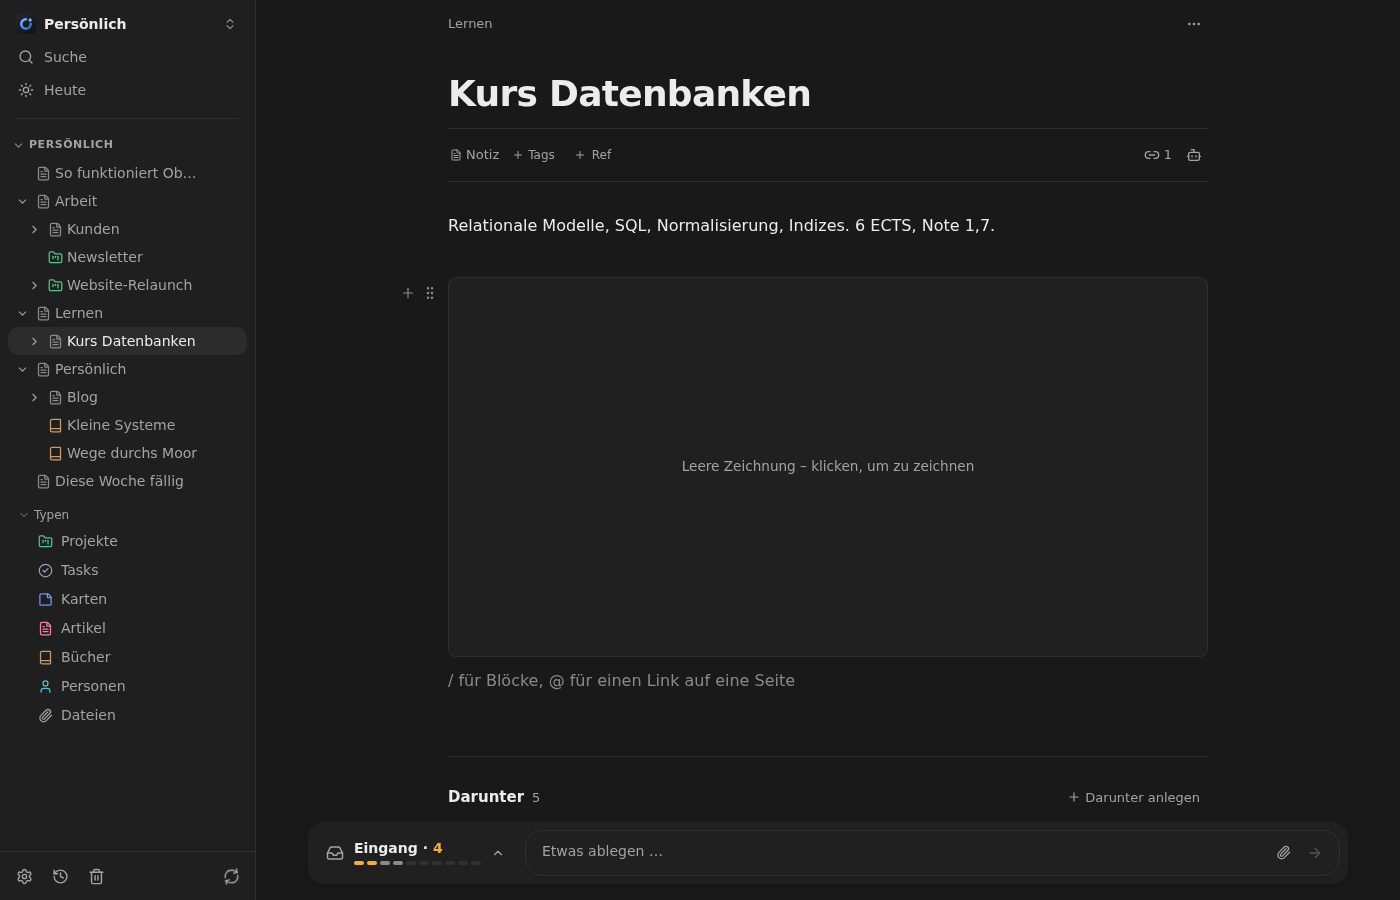 Persönlich
Suche
Heute
PERSÖNLICH
So funktioniert Ob…
Arbeit
Kunden
Newsletter
Website-Relaunch
Lernen
Kurs Datenbanken
Persönlich
Blog
Kleine Systeme
Wege durchs Moor
Diese Woche fällig
Typen
Projekte
Tasks
Karten
Artikel
Bücher
Personen
Dateien
Lernen
Kurs Datenbanken
Notiz
Tags
Ref
1
Relationale Modelle, SQL, Normalisierung, Indizes. 6 ECTS, Note 1,7.
Leere Zeichnung – klicken, um zu zeichnen
/ für Blöcke, @ für einen Link auf eine Seite
Darunter 5
Darunter anlegen
Eingang · 4
Etwas ablegen …